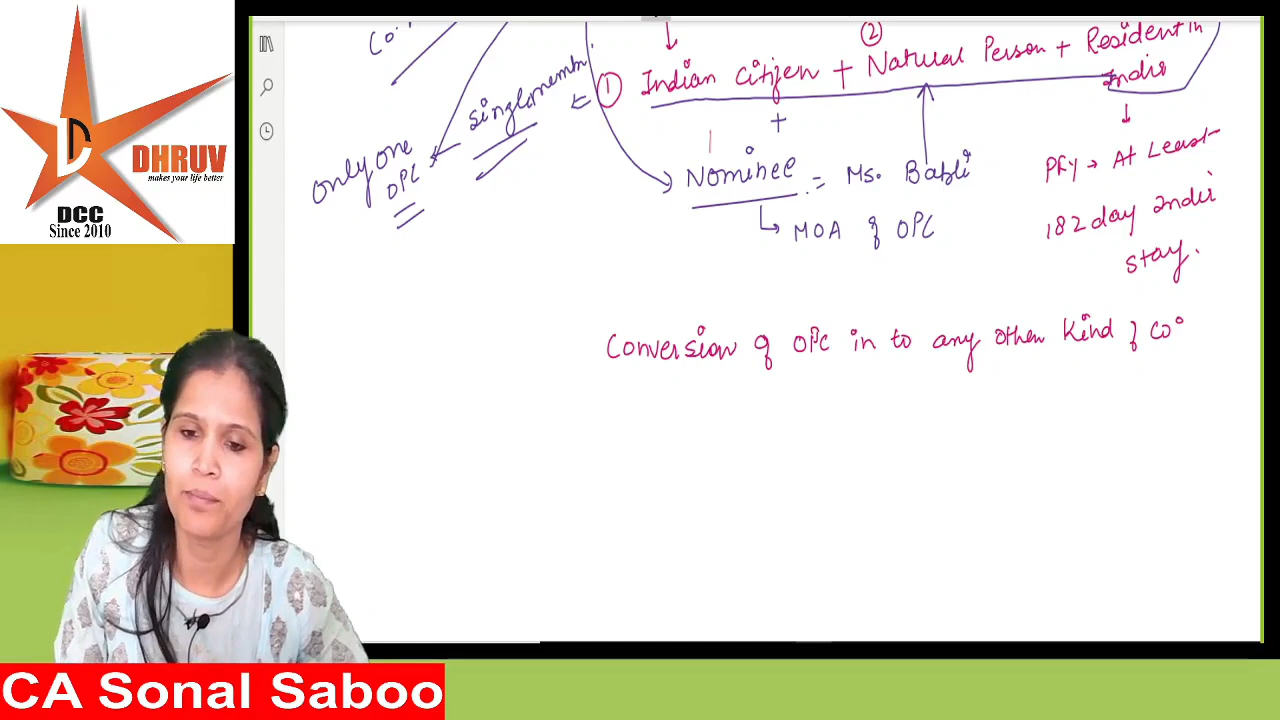 DHRUV
makes your life better
DCC
Since 2010
Co.
②
① Indian Citizen + Natural Person + Resident in
India
+
Single member
only one
OPC
Nominee = Ms. Babli
MOA of OPC
PFY → At Least
182 day India
stay.
Conversion of OPC in to any other Kind of Co.
CA Sonal Saboo